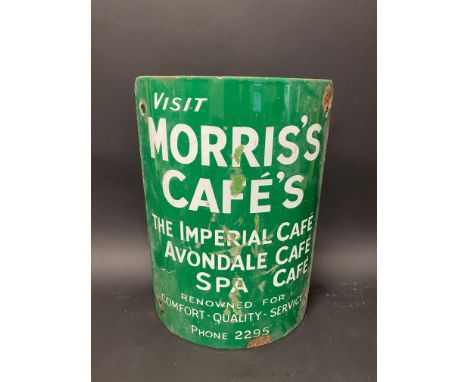 VISIT
MORRIS'S
CAFÉ'S
THE IMPERIAL CAFÉ
AVONDALE CAFÉ
SPA CAFÉ
RENOWNED FOR
COMFORT - QUALITY - SERVICE
PHONE 2295